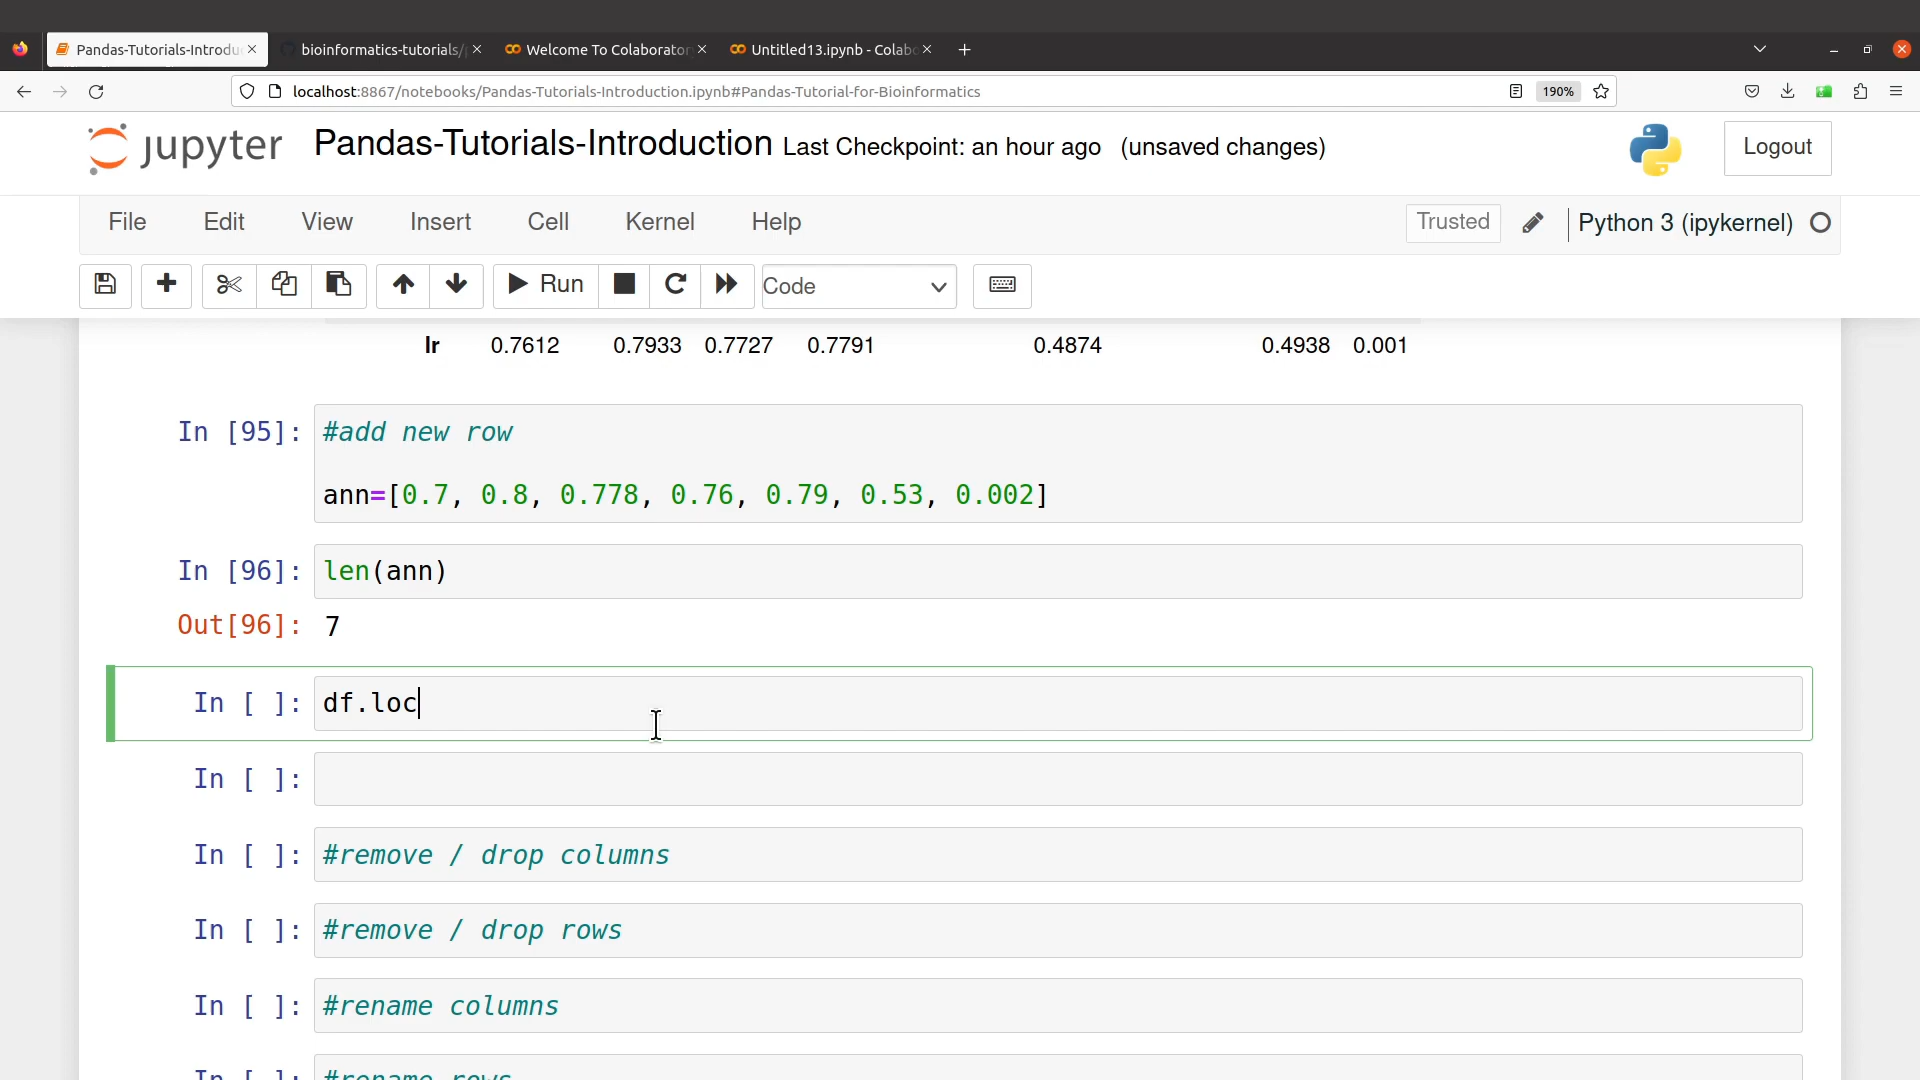 Pandas-Tutorials-Introdu
bioinformatics-tutorials/
Welcome To Colaborator
Untitled13.ipynb - Colab
localhost:8867/notebooks/Pandas-Tutorials-Introduction.ipynb#Pandas-Tutorial-for-Bioinformatics
190%
jupyter Pandas-Tutorials-Introduction Last Checkpoint: an hour ago (unsaved changes)
Logout
File Edit View Insert Cell Kernel Help
Trusted
Python 3 (ipykernel)
Run
Code
lr 0.7612 0.7933 0.7727 0.7791 0.4874 0.4938 0.001
In [95]: #add new row
ann=[0.7, 0.8, 0.778, 0.76, 0.79, 0.53, 0.002]
In [96]: len(ann)
Out[96]: 7
In [ ]: df.loc
In [ ]:
In [ ]: #remove / drop columns
In [ ]: #remove / drop rows
In [ ]: #rename columns
In [ ]: #rename rows